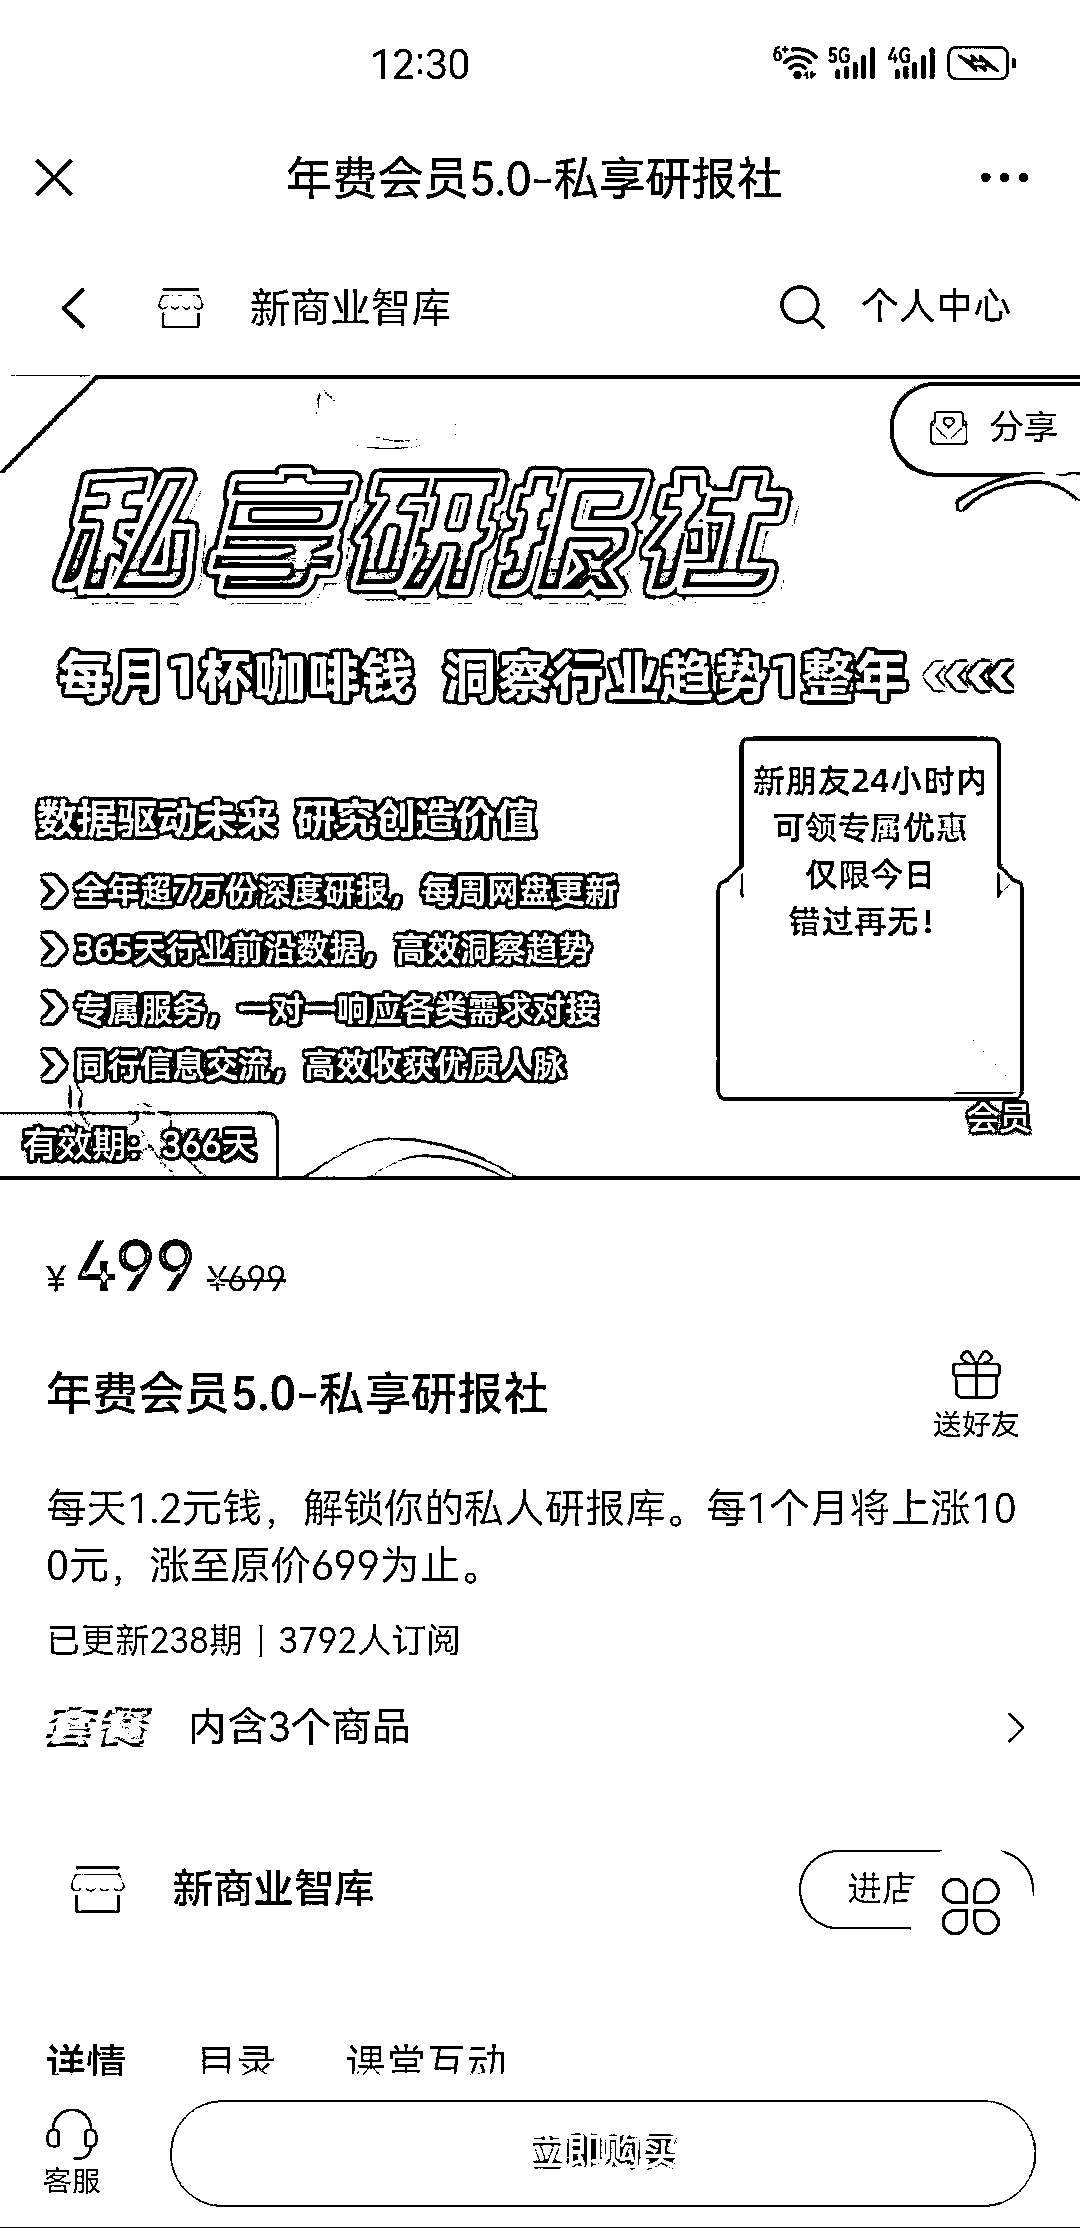 12:30
6+ 5G 4G
年费会员5.0-私享研报社
新商业智库
个人中心
分享
私享研报社
每月1杯咖啡钱 洞察行业趋势1整年
数据驱动未来 研究创造价值
全年超7万份深度研报，每周网盘更新
365天行业前沿数据，高效洞察趋势
专属服务，一对一响应各类需求对接
同行信息交流，高效收获优质人脉
新朋友24小时内
可领专属优惠
仅限今日
错过再无！
会员
有效期：366天
¥499 ¥699
年费会员5.0-私享研报社
送好友
每天1.2元钱，解锁你的私人研报库。每1个月将上涨10
0元，涨至原价699为止。
已更新238期｜3792人订阅
套餐 内含3个商品
新商业智库
进店
详情 目录 课堂互动
客服
立即购买